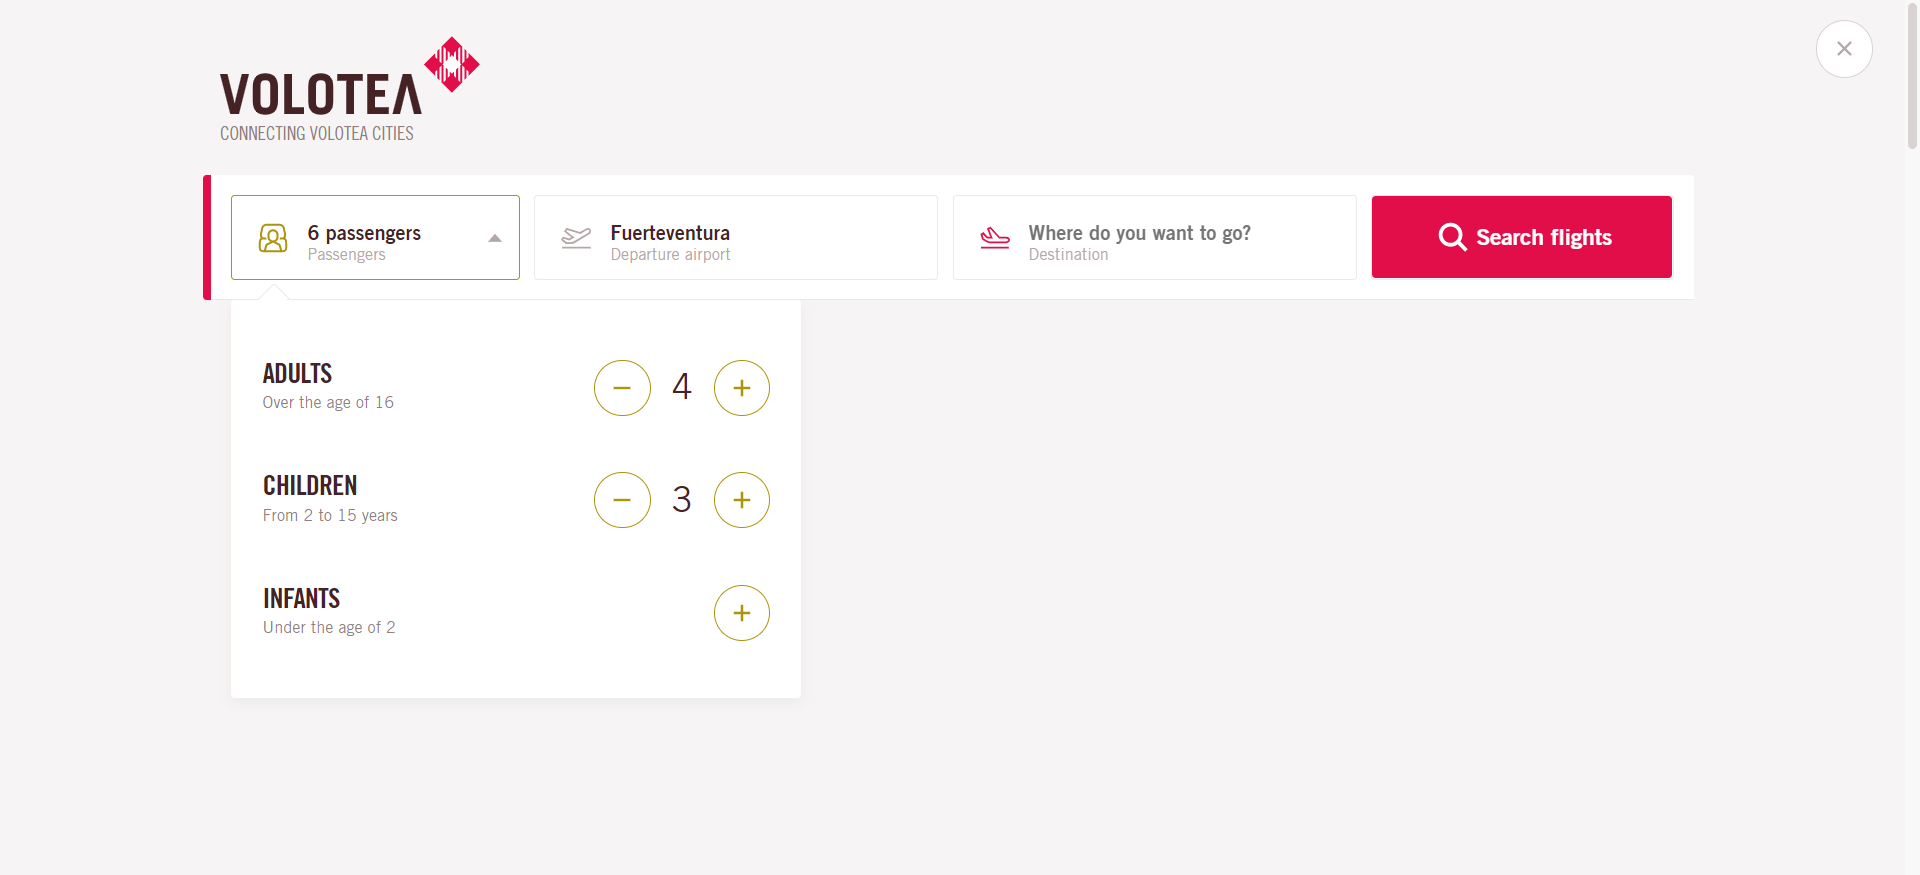 VOLOTEA
CONNECTING VOLOTEA CITIES
6 passengers
Passengers
Fuerteventura
Departure airport
Where do you want to go?
Destination
Search flights
ADULTS
Over the age of 16
4
CHILDREN
From 2 to 15 years
3
INFANTS
Under the age of 2